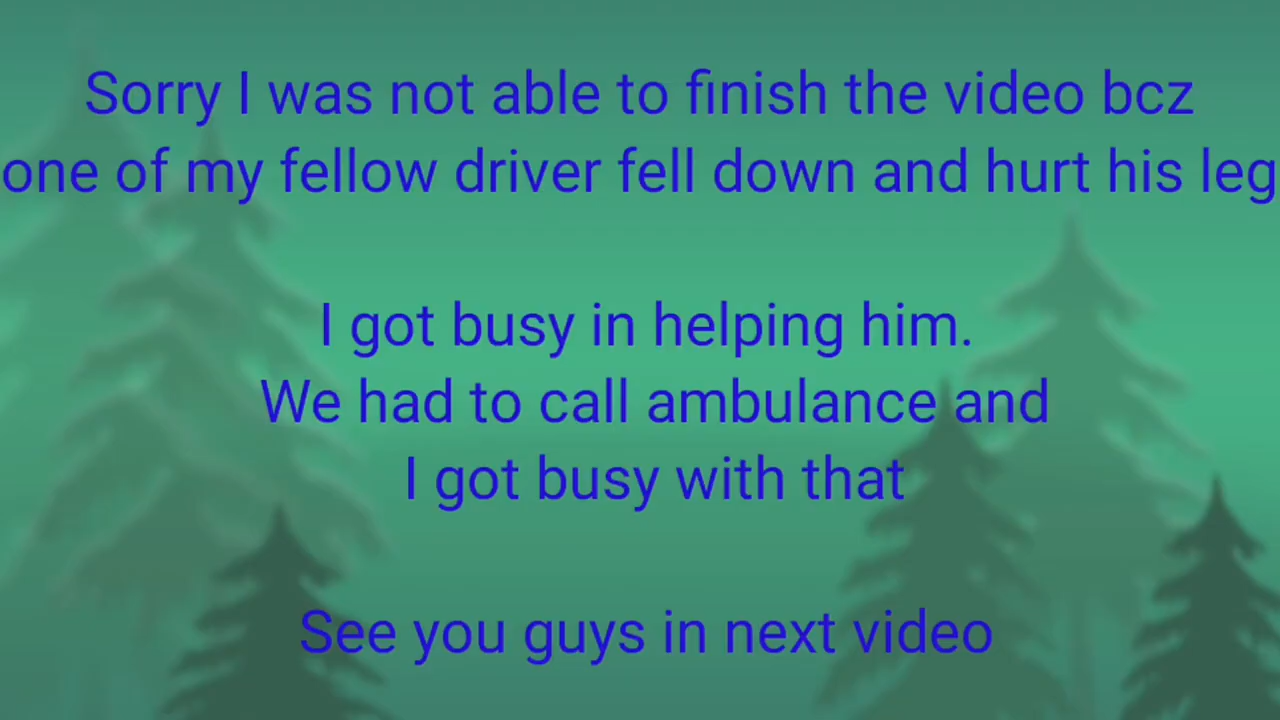 Sorry I was not able to finish the video bcz
one of my fellow driver fell down and hurt his leg
I got busy in helping him.
We had to call ambulance and
I got busy with that
See you guys in next video